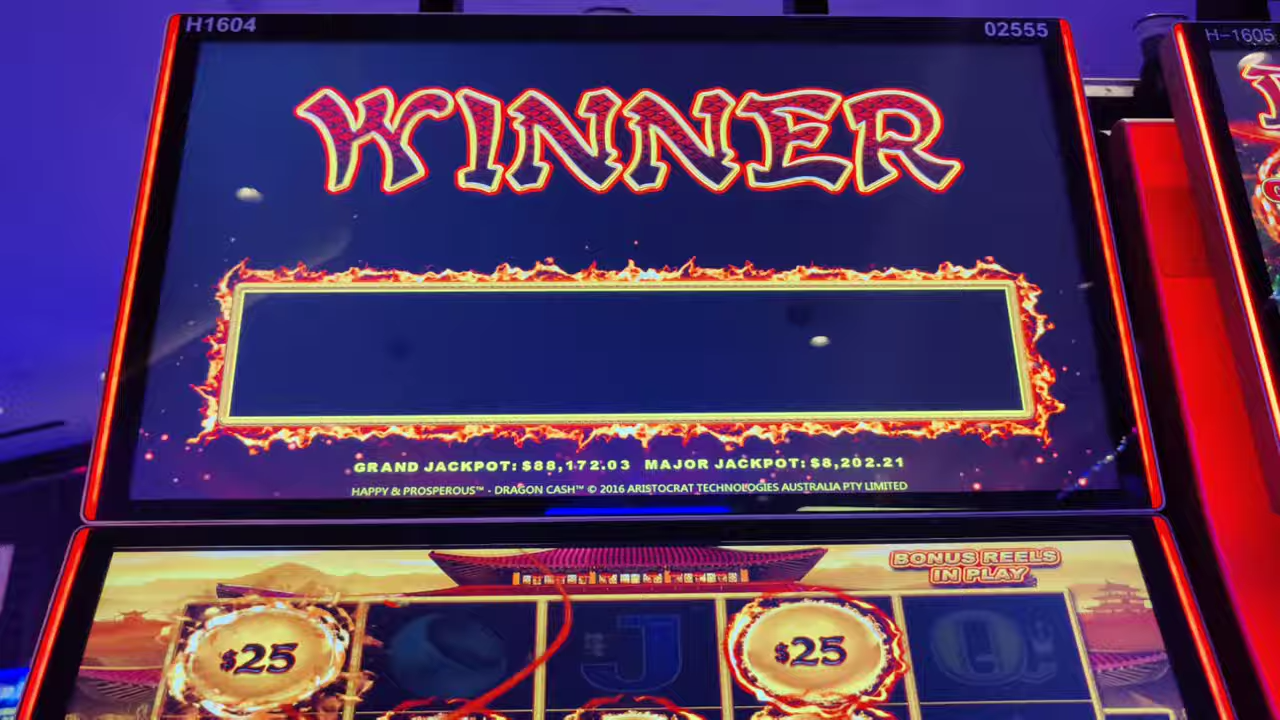 H1604
02555
H-1605
WINNER
GRAND JACKPOT: $88,172.03 MAJOR JACKPOT: $8,202.21
HAPPY & PROSPEROUS™ - DRAGON CASH™ © 2016 ARISTOCRAT TECHNOLOGIES AUSTRALIA PTY LIMITED
BONUS REELS
IN PLAY
$25
J
$25
Q